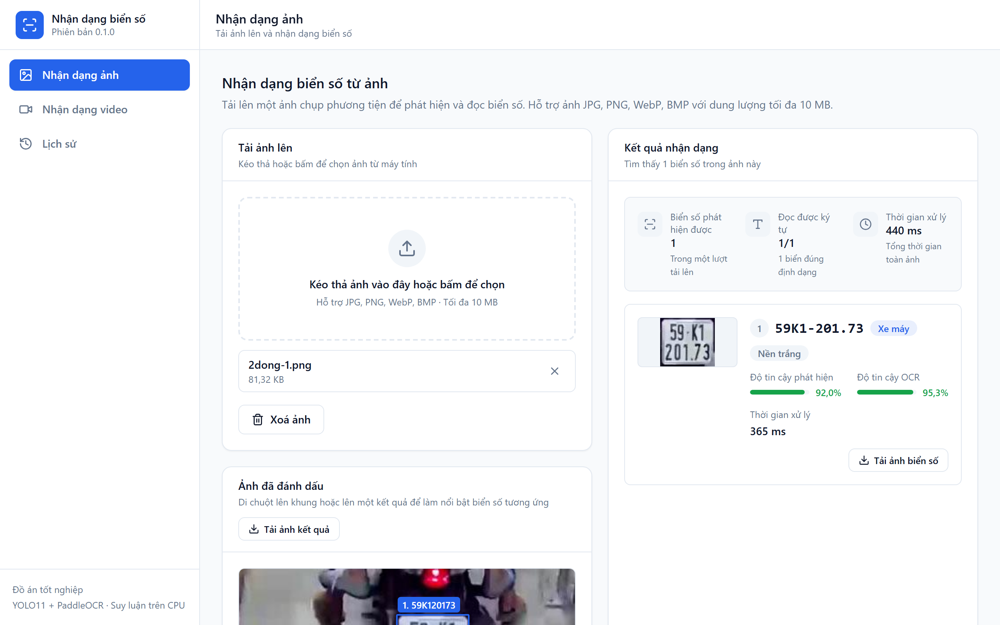 Nhận dạng biển số
Phiên bản 0.1.0
Nhận dạng ảnh
Nhận dạng video
Lịch sử
Đồ án tốt nghiệp
YOLO11 + PaddleOCR · Suy luận trên CPU
Nhận dạng ảnh
Tải ảnh lên và nhận dạng biển số
Nhận dạng biển số từ ảnh
Tải lên một ảnh chụp phương tiện để phát hiện và đọc biển số. Hỗ trợ ảnh JPG, PNG, WebP, BMP với dung lượng tối đa 10 MB.
Tải ảnh lên
Kéo thả hoặc bấm để chọn ảnh từ máy tính
Kéo thả ảnh vào đây hoặc bấm để chọn
Hỗ trợ JPG, PNG, WebP, BMP · Tối đa 10 MB
2dong-1.png
81,32 KB
Xoá ảnh
Ảnh đã đánh dấu
Di chuột lên khung hoặc lên một kết quả để làm nổi bật biển số tương ứng
Tải ảnh kết quả
1. 59K120173
59-K1
Kết quả nhận dạng
Tìm thấy 1 biển số trong ảnh này
Biển số phát
hiện được
1
Trong một lượt
tải lên
Đọc được ký
tự
1/1
1 biển đúng
định dạng
Thời gian xử lý
440 ms
Tổng thời gian
toàn ảnh
59-K1
201.73
1
59K1-201.73
Xe máy
Nền trắng
Độ tin cậy phát hiện
92,0%
Độ tin cậy OCR
95,3%
Thời gian xử lý
365 ms
Tải ảnh biển số